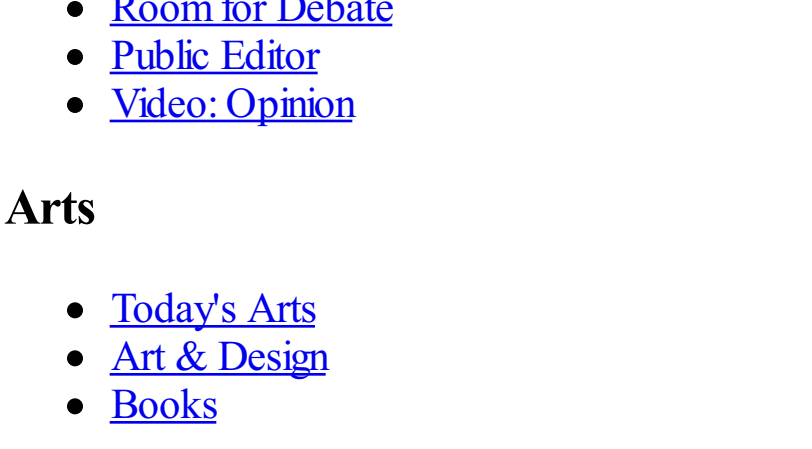 Room for Debate
Public Editor
Video: Opinion
Arts
Today's Arts
Art & Design
Books